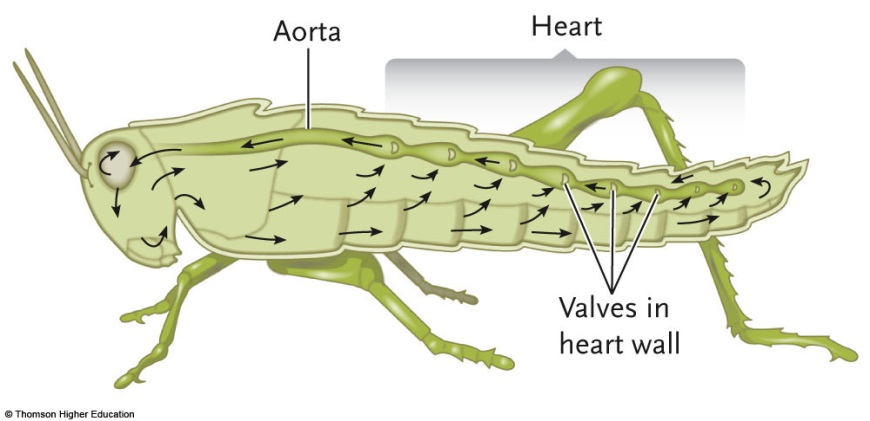 Aorta
Heart
Valves in
heart wall
© Thomson Higher Education